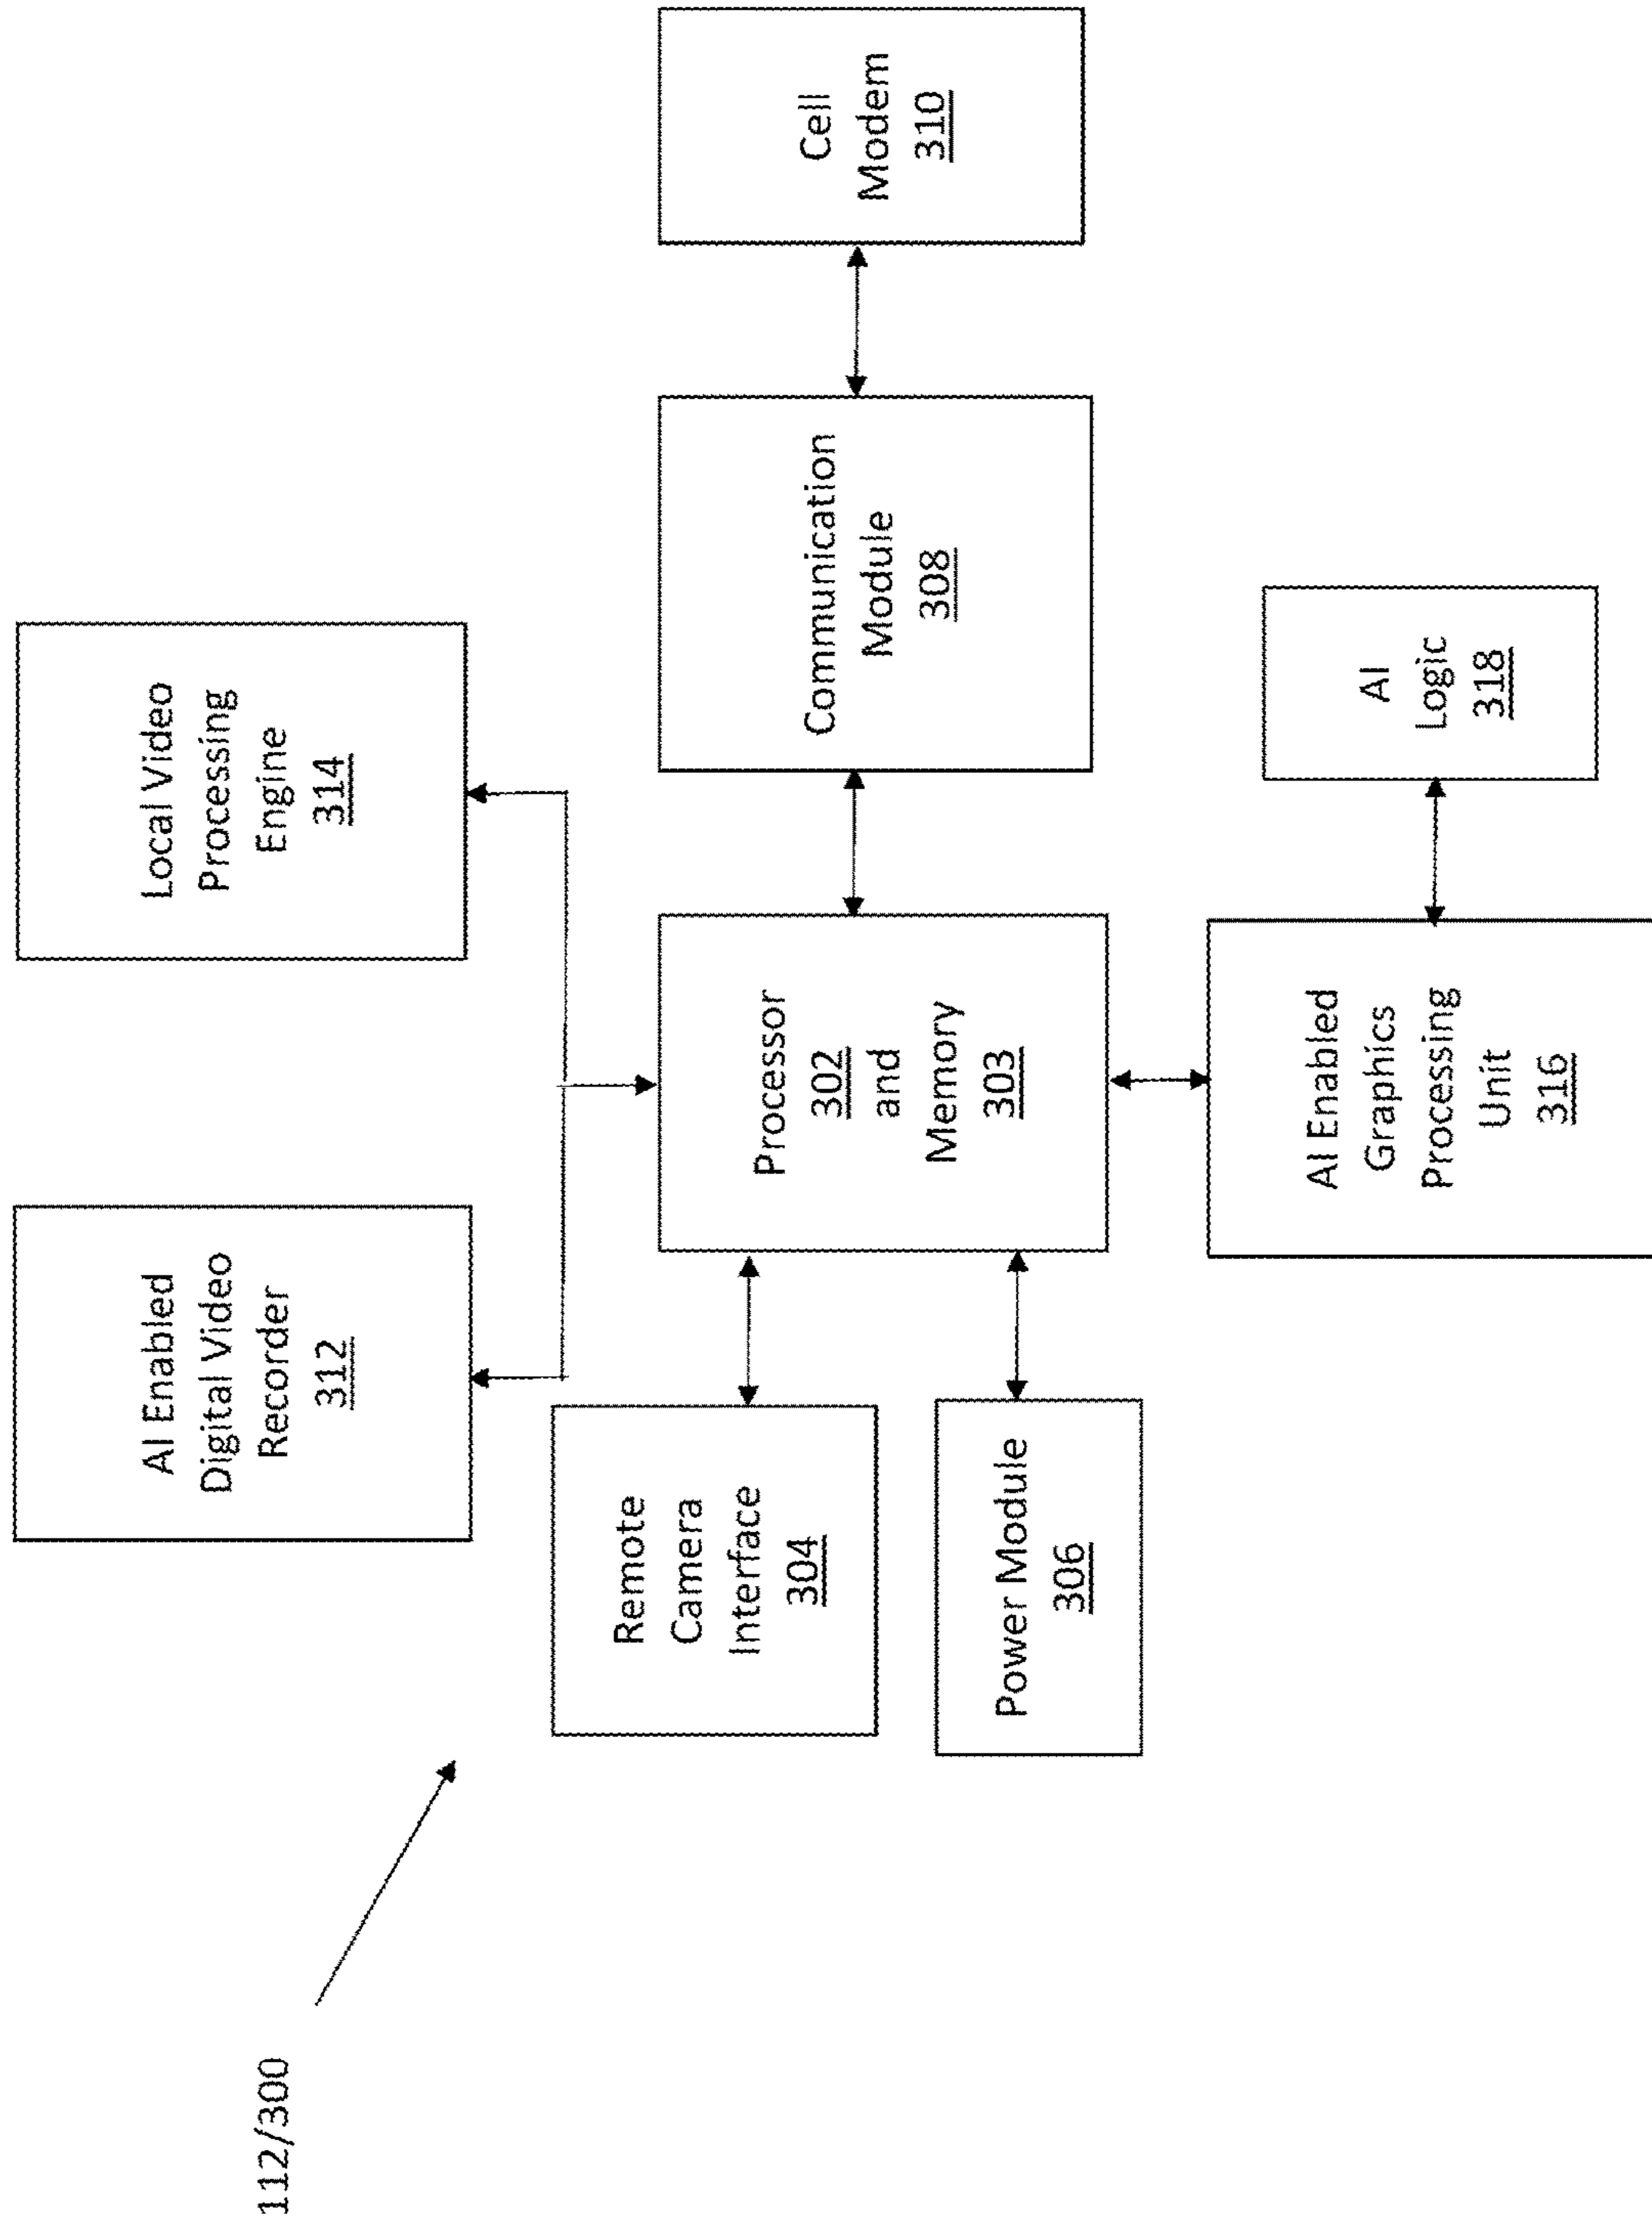 112/300
AI Enabled
Digital Video
Recorder
312
Local Video
Processing
Engine
314
Remote
Camera
Interface
304
Power Module
306
Processor
302
and
Memory
303
Communication
Module
308
Cell
Modem
310
AI Enabled
Graphics
Processing
Unit
316
AI
Logic
318